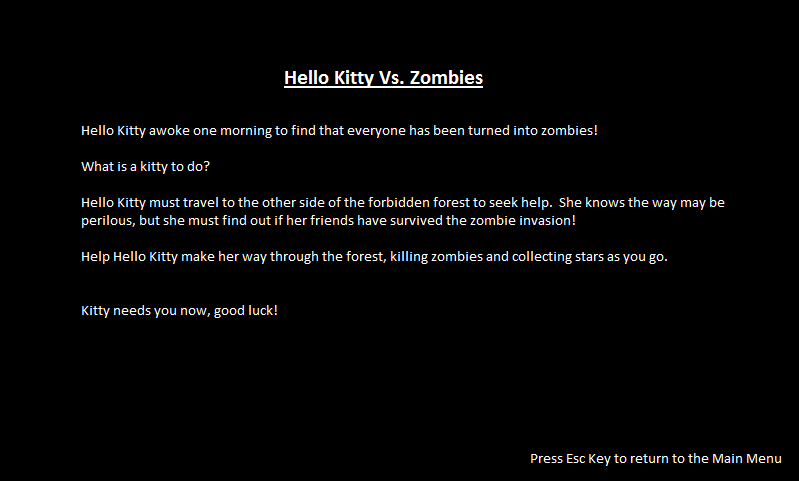 Hello Kitty Vs. Zombies
Hello Kitty awoke one morning to find that everyone has been turned into zombies!
What is a kitty to do?
Hello Kitty must travel to the other side of the forbidden forest to seek help.  She knows the way may be
perilous, but she must find out if her friends have survived the zombie invasion!
Help Hello Kitty make her way through the forest, killing zombies and collecting stars as you go.
Kitty needs you now, good luck!
Press Esc Key to return to the Main Menu